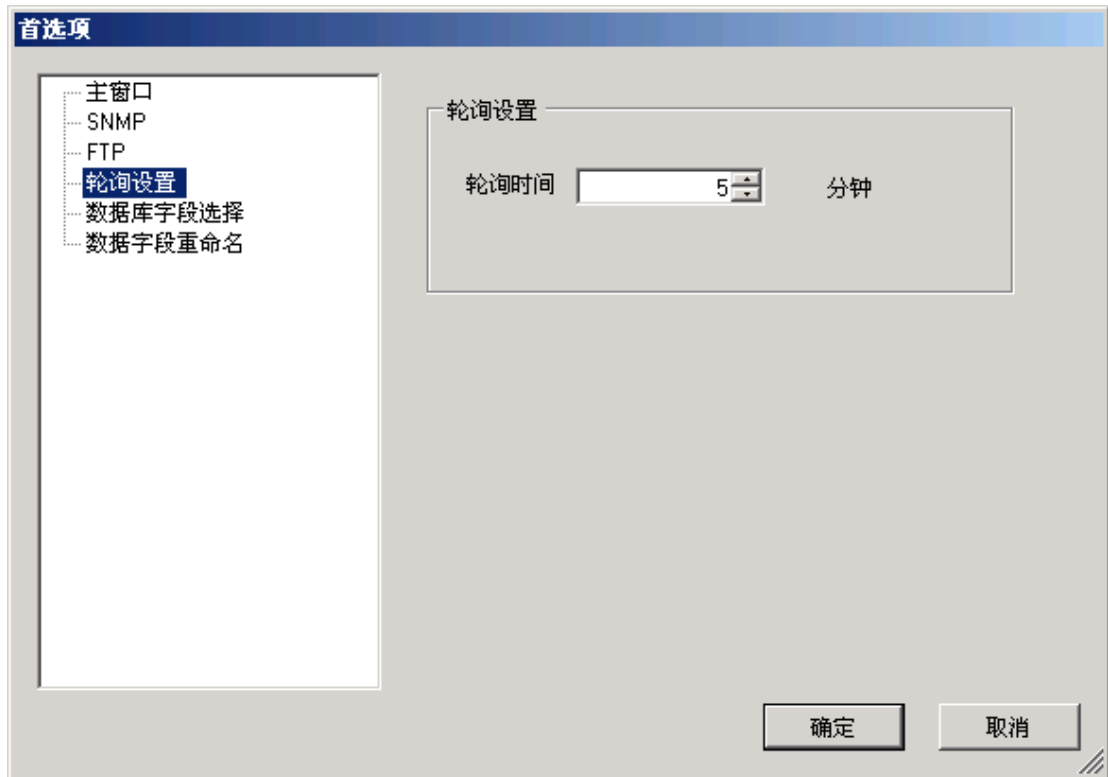 首选项
主窗口
SNMP
FTP
轮询设置
数据库字段选择
数据字段重命名
轮询设置
轮询时间 5 分钟
确定 取消